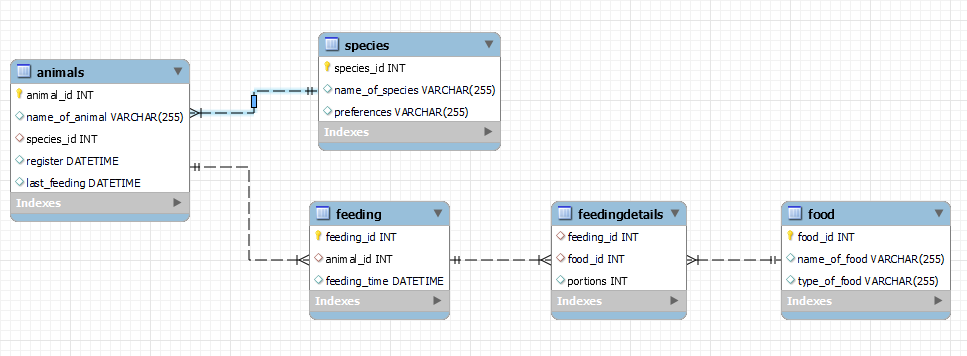 species
species_id INT
name_of_species VARCHAR(255)
preferences VARCHAR(255)
Indexes
animals
animal_id INT
name_of_animal VARCHAR(255)
species_id INT
register DATETIME
last_feeding DATETIME
Indexes
feeding
feeding_id INT
animal_id INT
feeding_time DATETIME
Indexes
feedingdetails
feeding_id INT
food_id INT
portions INT
Indexes
food
food_id INT
name_of_food VARCHAR(255)
type_of_food VARCHAR(255)
Indexes